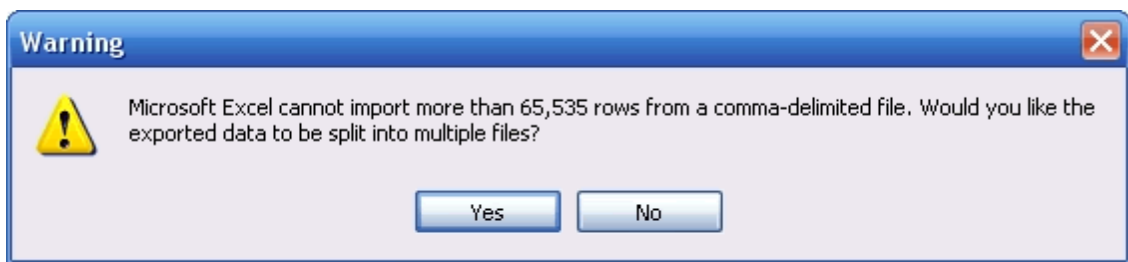 Warning
Microsoft Excel cannot import more than 65,535 rows from a comma-delimited file. Would you like the
exported data to be split into multiple files?
Yes
No